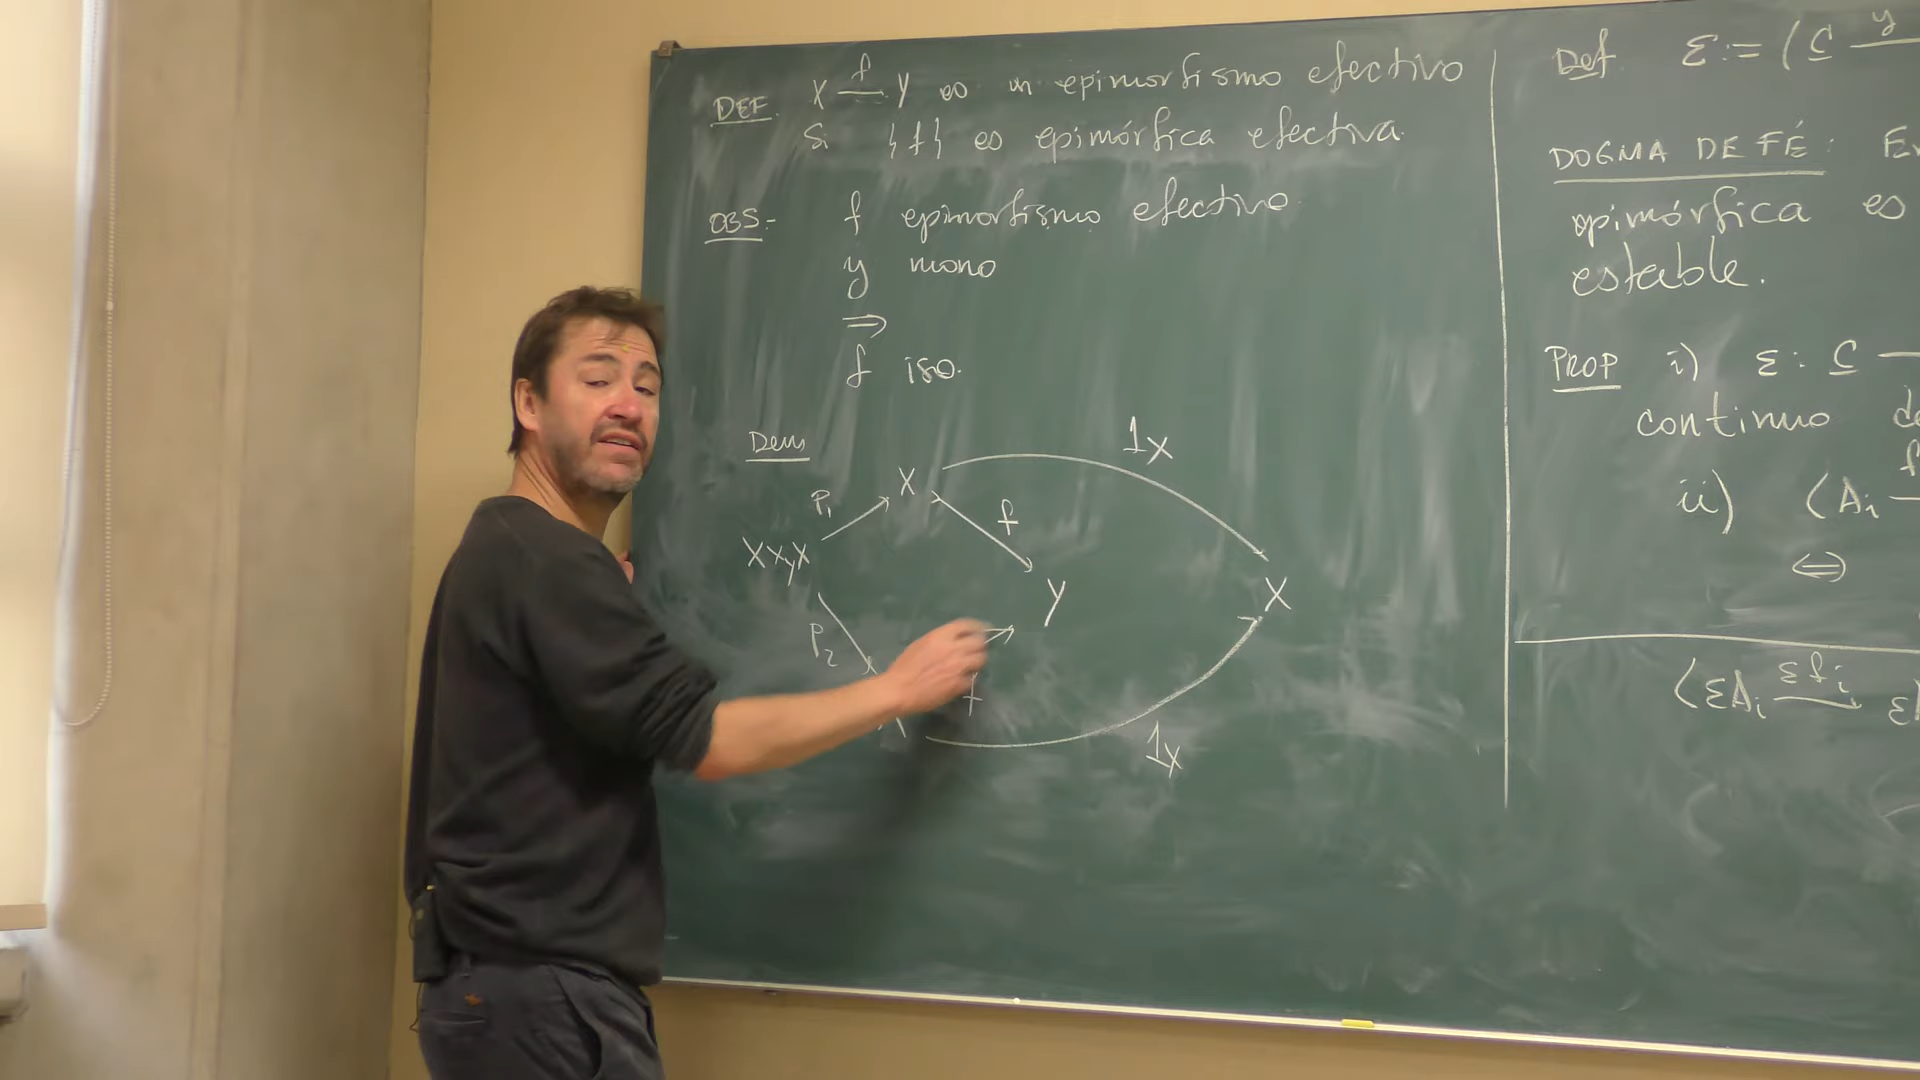 DEF. X f Y es un epimorfismo efectivo
Si {f} es epimórfica efectiva.
OBS:- f epimorfismo efectivo
y mono
⇒
f iso.
Dem
1x
X
P1
f
X×yX
Y
X
P2
f
1x
Def ε := ( C y
DOGMA DE FÉ :
epimórfica es
estable.
PROP i) ε : C —
continuo
ii) (Ai f
⇔
(εAi εfi ε